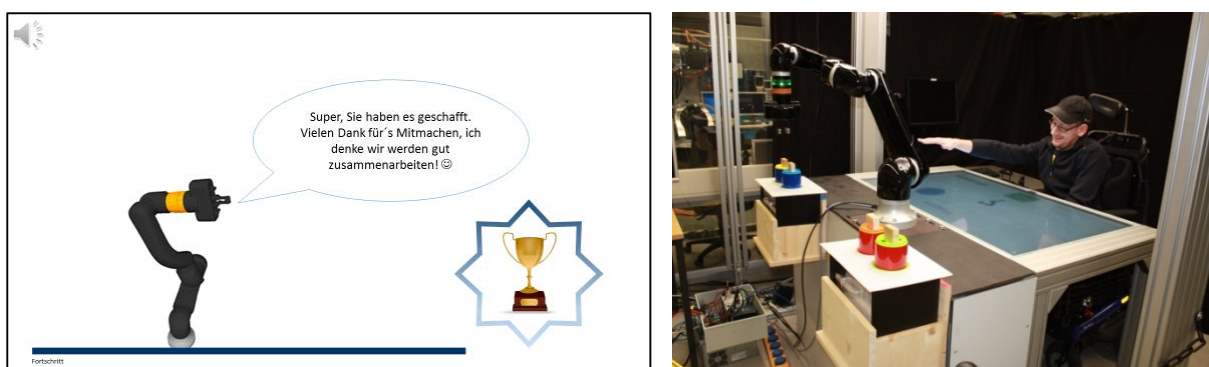 Super, Sie haben es geschafft.
Vielen Dank für´s Mitmachen, ich
denke wir werden gut
zusammenarbeiten! ☺
Fortschritt